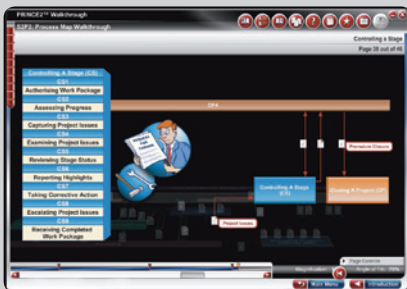 PRINCE2™ Walkthrough
S2P2: Process Map Walkthrough
Controlling a Stage
Page 35 out of 46
Controlling A Stage (CS)
CS1
Authorising Work Package
CS2
Assessing Progress
CS3
Capturing Project Issues
CS4
Examining Project Issues
CS5
Reviewing Stage Status
CS6
Reporting Highlights
CS7
Taking Corrective Action
CS8
Escalating Project Issues
CS9
Receiving Completed
Work Package
DP4
Premature Closure
Controlling A Stage
(CS)
Closing A Project (CP)
Project Issues
Page Controls
Magnification
Main Menu
Introduction